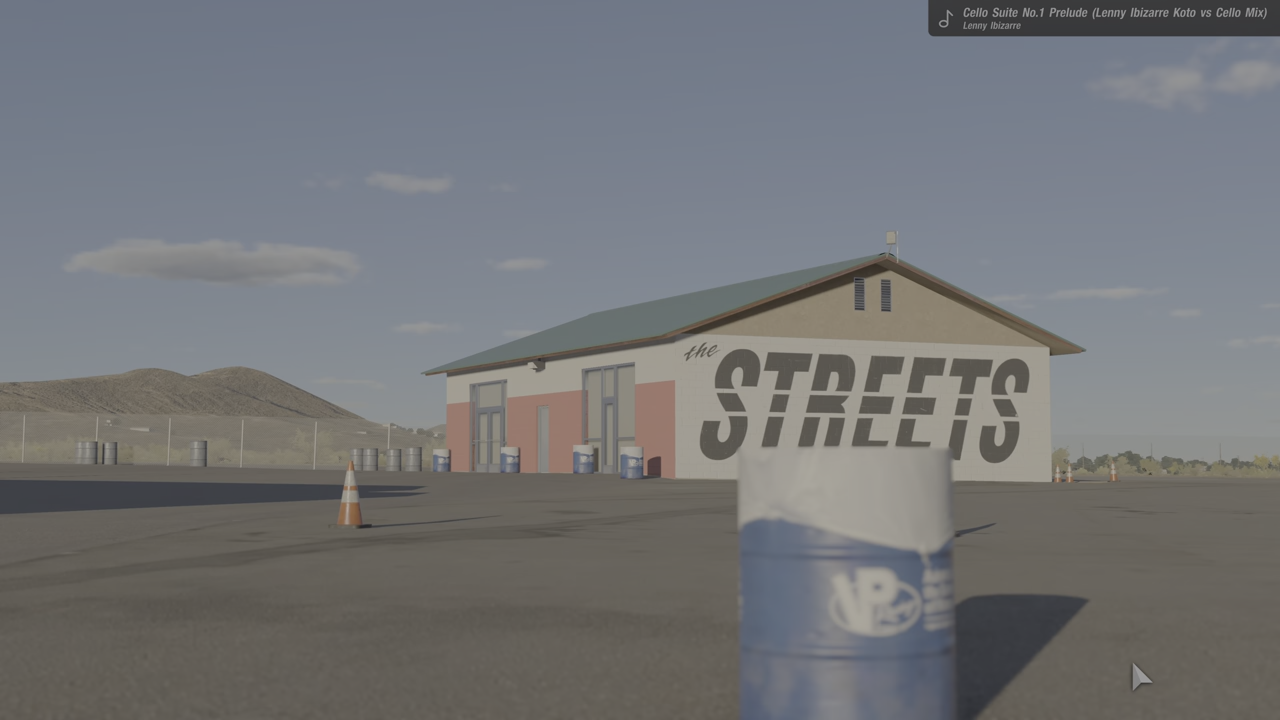 Cello Suite No.1 Prelude (Lenny Ibizarre Koto vs Cello Mix)
Lenny Ibizarre
the
STREETS
VP